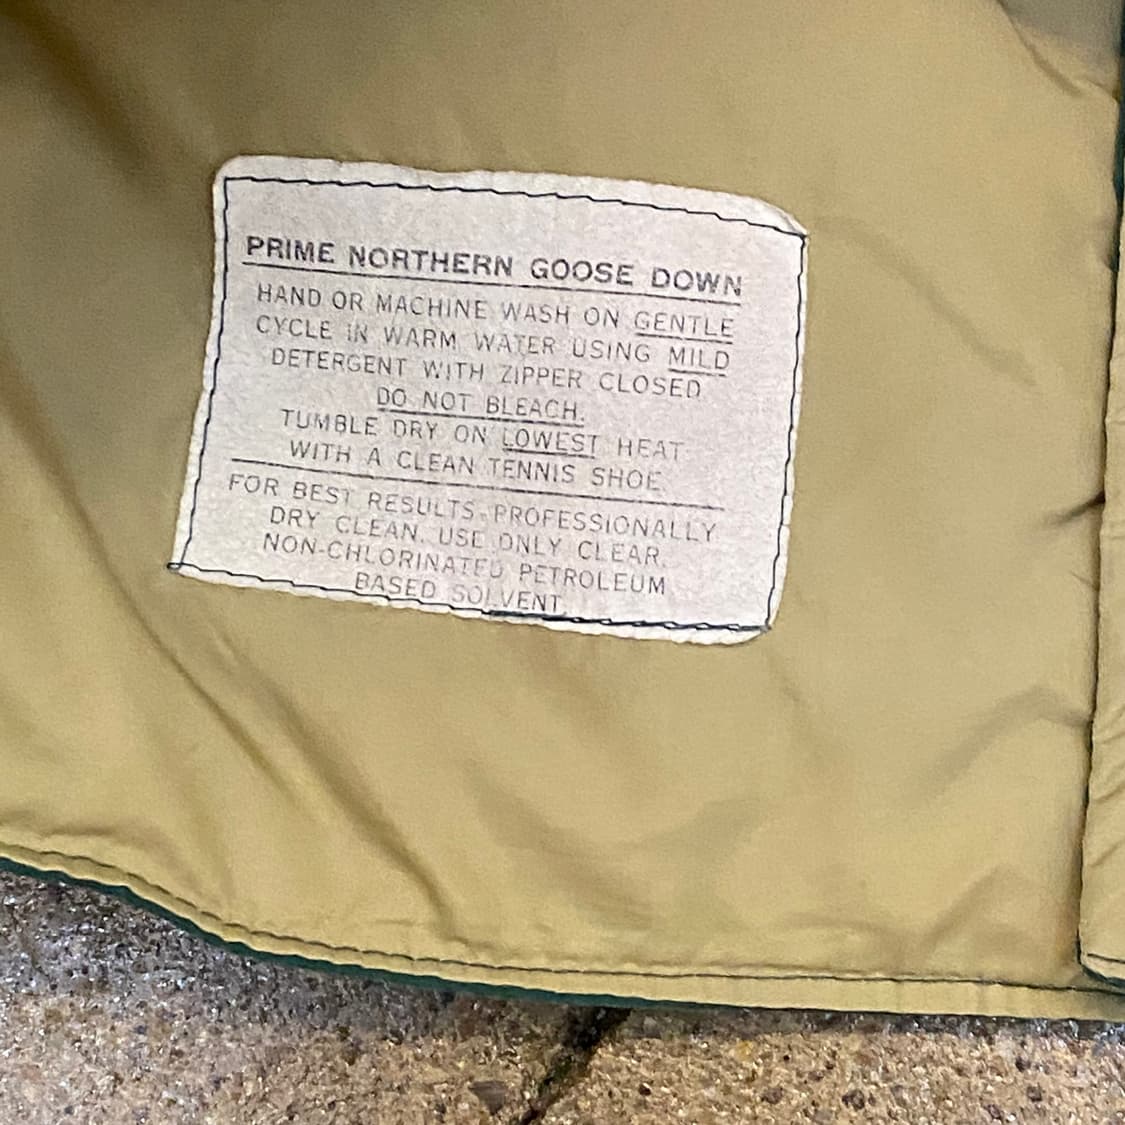 PRIME NORTHERN GOOSE DOWN
HAND OR MACHINE WASH ON GENTLE
CYCLE IN WARM WATER USING MILD
DETERGENT WITH ZIPPER CLOSED
DO NOT BLEACH.
TUMBLE DRY ON LOWEST HEAT
WITH A CLEAN TENNIS SHOE.
FOR BEST RESULTS-PROFESSIONALLY
DRY CLEAN. USE ONLY CLEAR,
NON-CHLORINATED PETROLEUM
BASED SOLVENT.